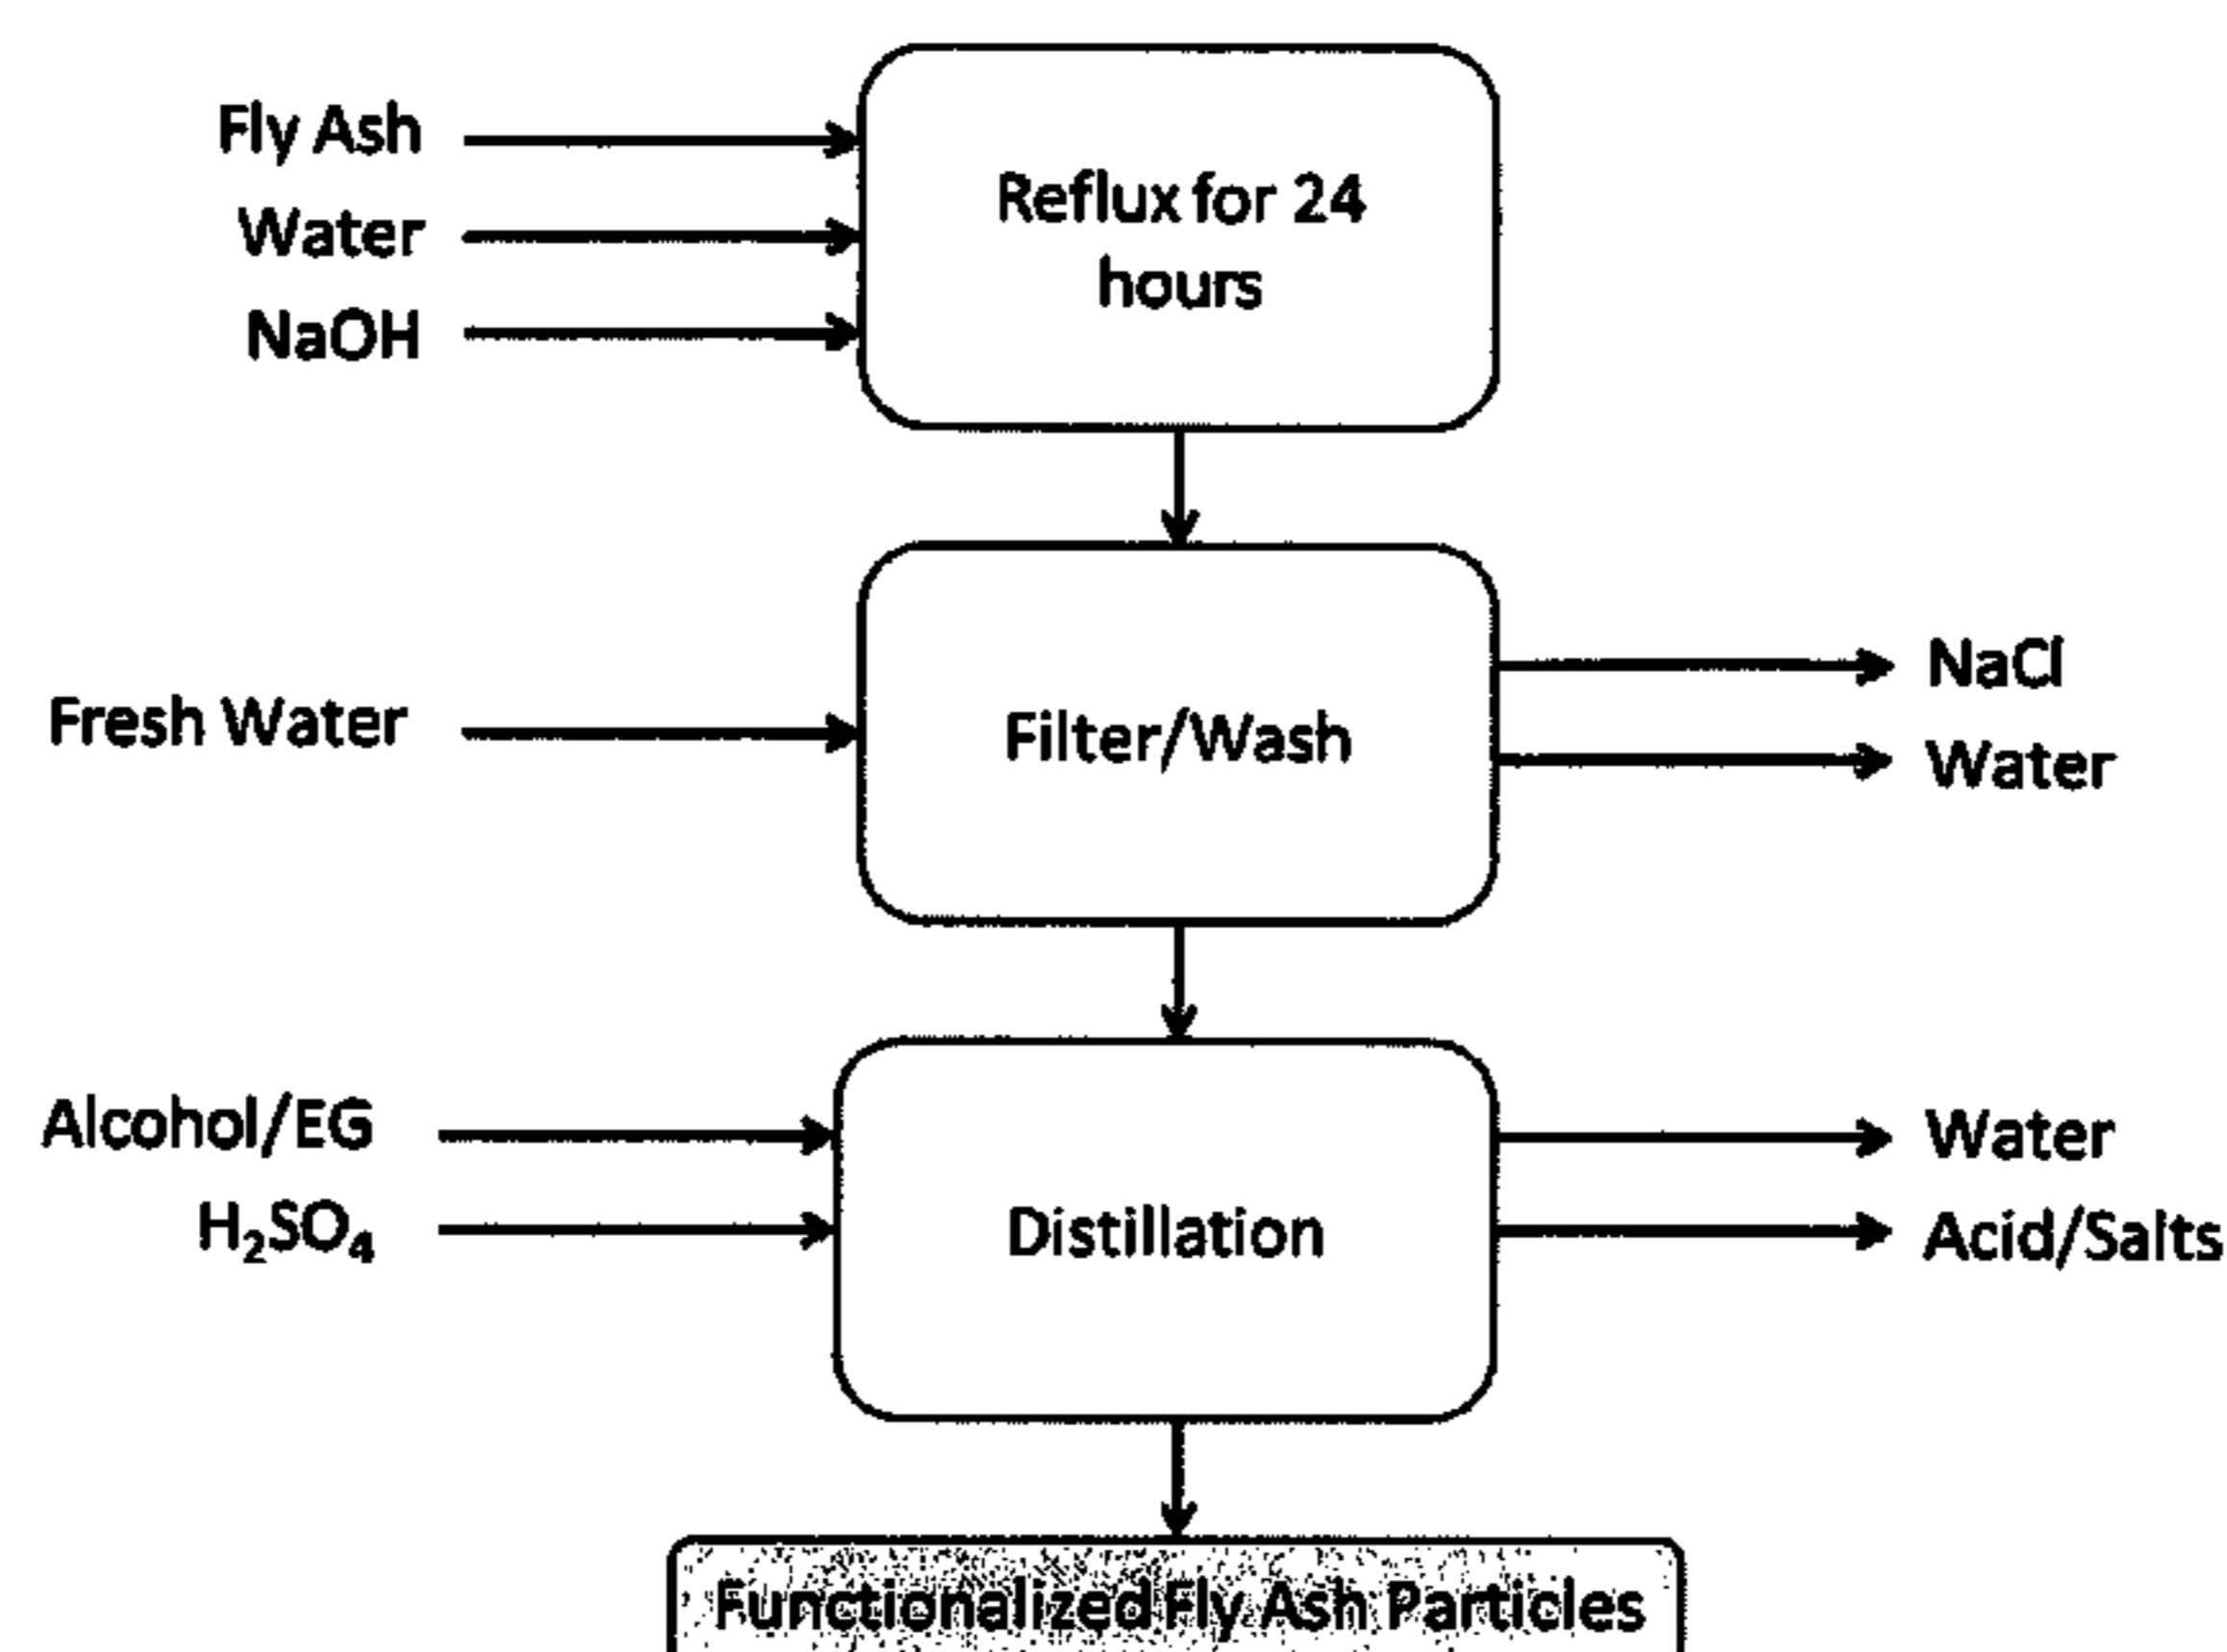 Fly Ash
Water
NaOH
Reflux for 24
hours
Fresh Water
Filter/Wash
NaCl
Water
Alcohol/EG
H₂SO₄
Distillation
Water
Acid/Salts
Functionalized Fly Ash Particles